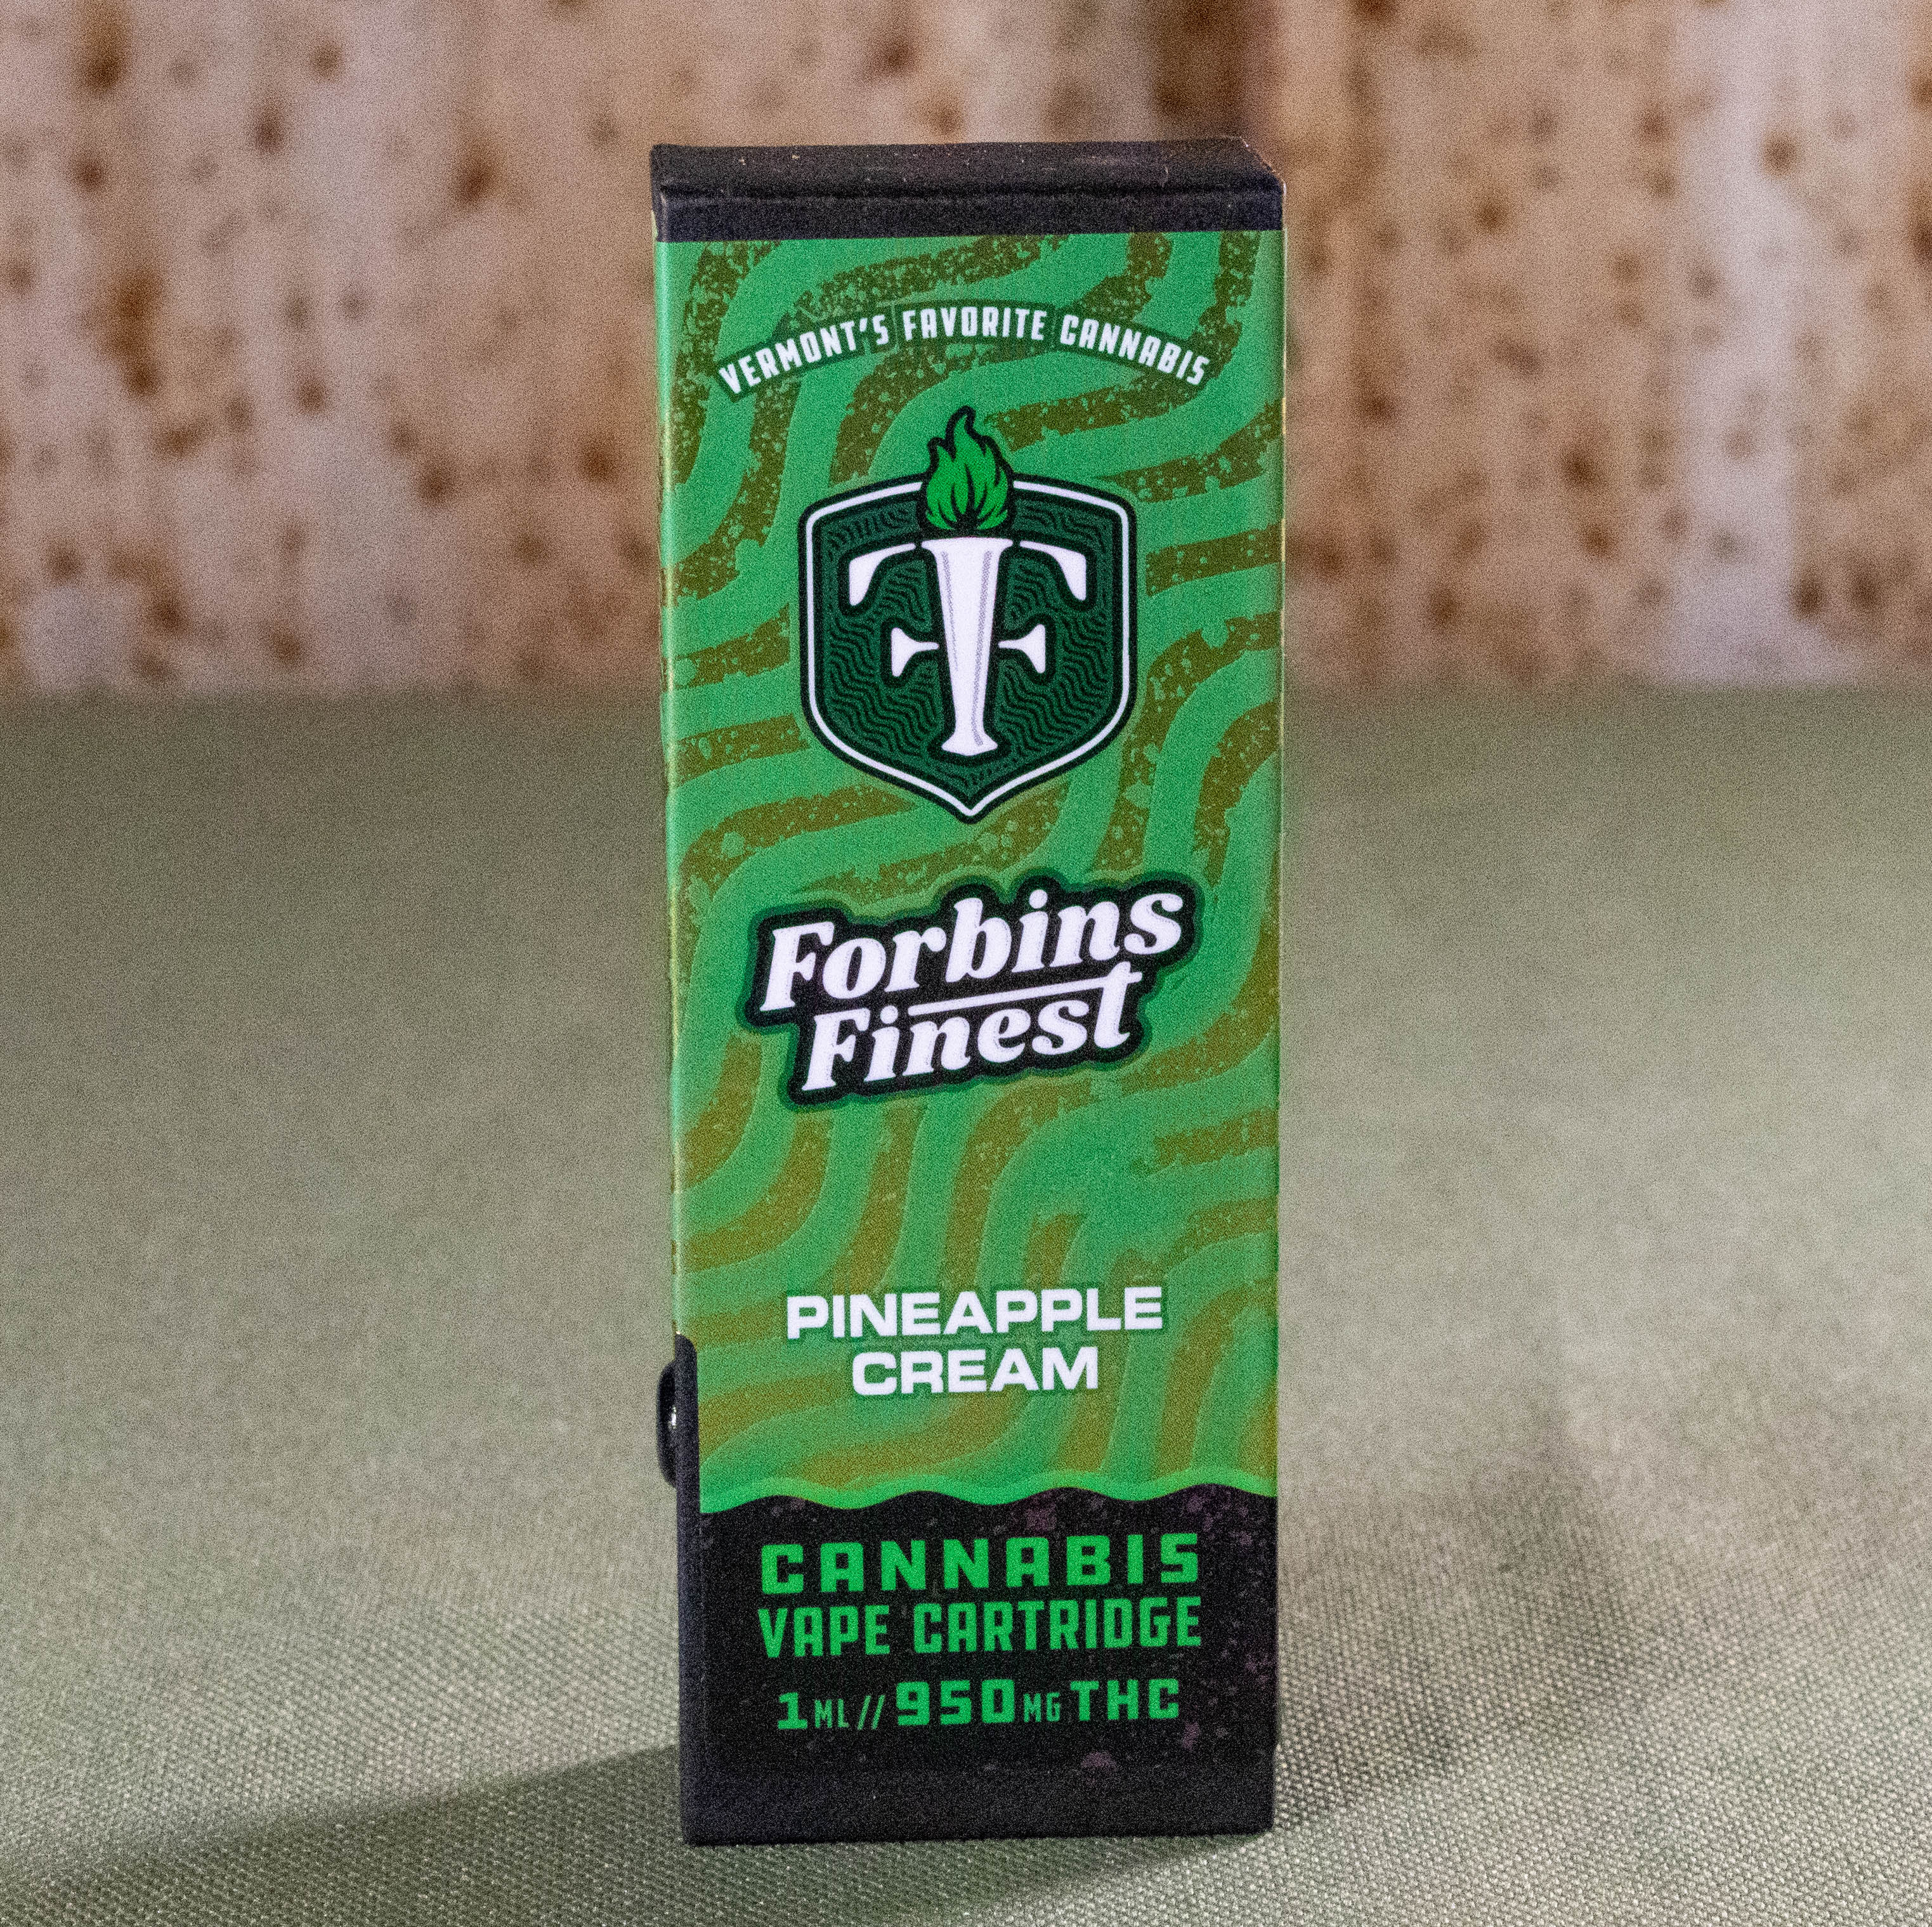 VERMONT'S FAVORITE CANNABIS
F
Forbins
Finest
PINEAPPLE
CREAM
CANNABIS
VAPE CARTRIDGE
1ML // 950MG THC